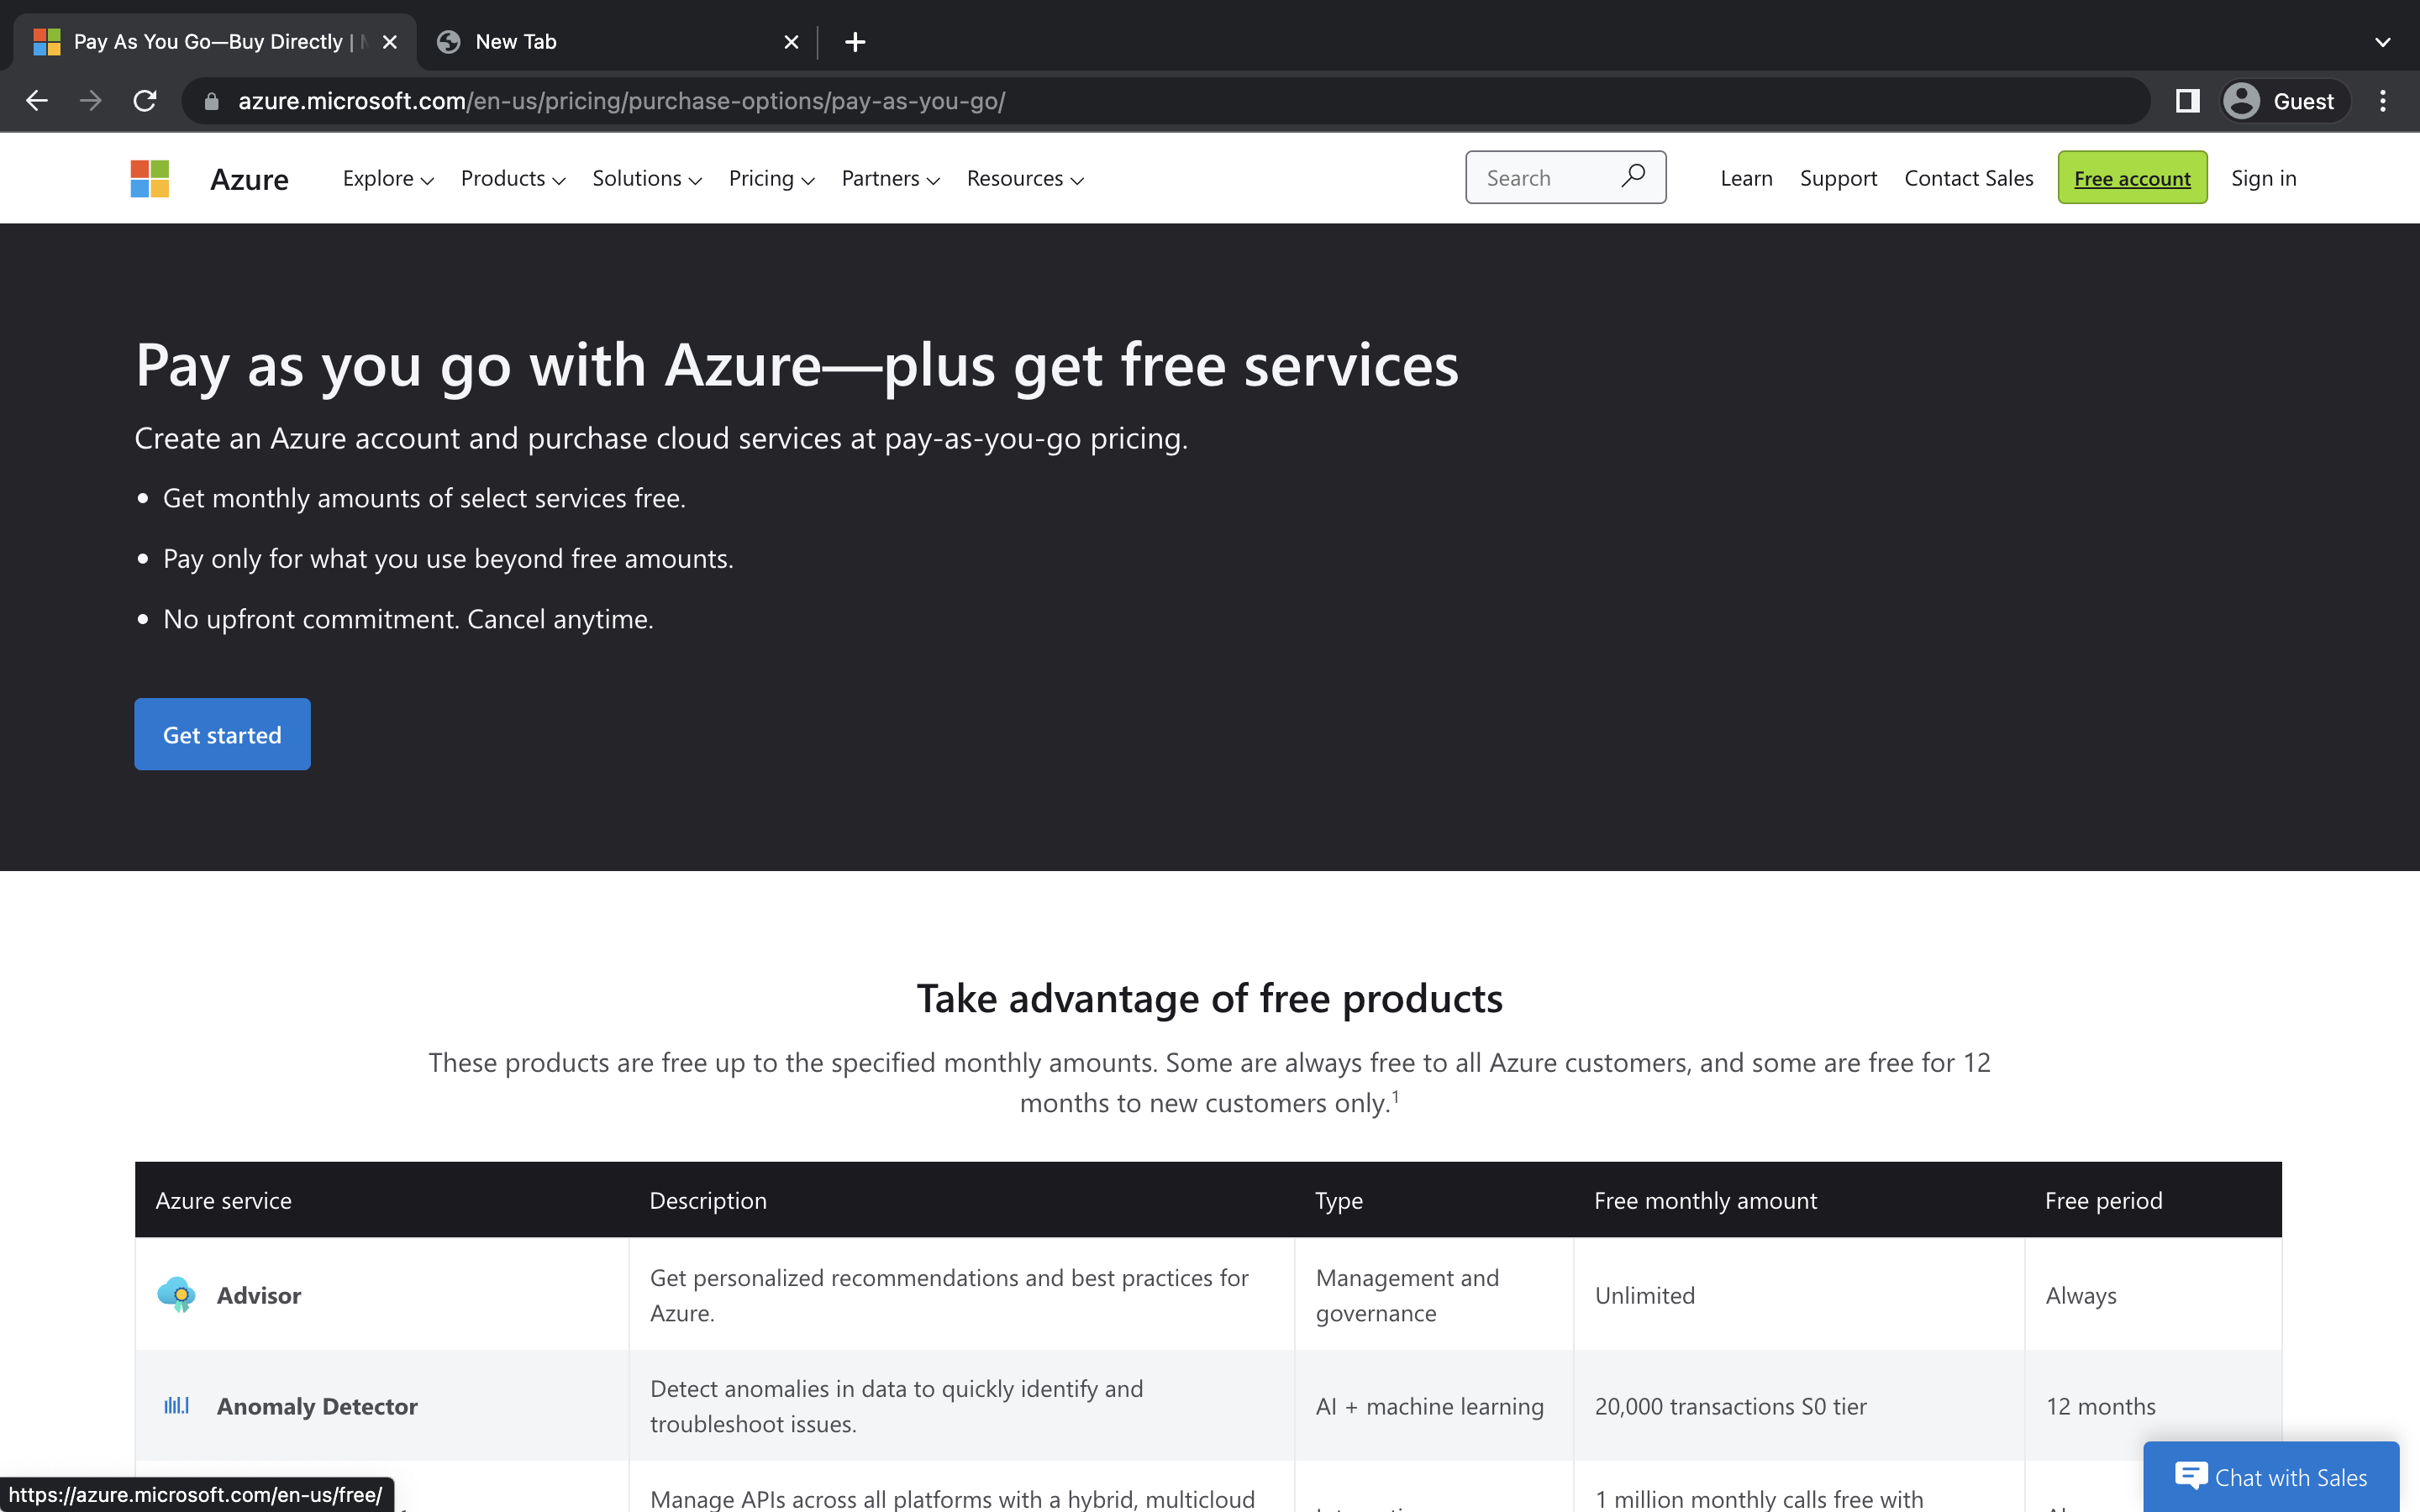 Pay As You Go—Buy Directly |
New Tab
azure.microsoft.com/en-us/pricing/purchase-options/pay-as-you-go/
Guest
Azure
Explore
Products
Solutions
Pricing
Partners
Resources
Search
Learn
Support
Contact Sales
Free account
Sign in
Pay as you go with Azure—plus get free services
Create an Azure account and purchase cloud services at pay-as-you-go pricing.
• Get monthly amounts of select services free.
• Pay only for what you use beyond free amounts.
• No upfront commitment. Cancel anytime.
Get started
Take advantage of free products
These products are free up to the specified monthly amounts. Some are always free to all Azure customers, and some are free for 12
months to new customers only.¹
Azure service
Description
Type
Free monthly amount
Free period
Advisor
Get personalized recommendations and best practices for
Azure.
Management and
governance
Unlimited
Always
Anomaly Detector
Detect anomalies in data to quickly identify and
troubleshoot issues.
AI + machine learning
20,000 transactions S0 tier
12 months
Manage APIs across all platforms with a hybrid, multicloud
1 million monthly calls free with
Chat with Sales
https://azure.microsoft.com/en-us/free/